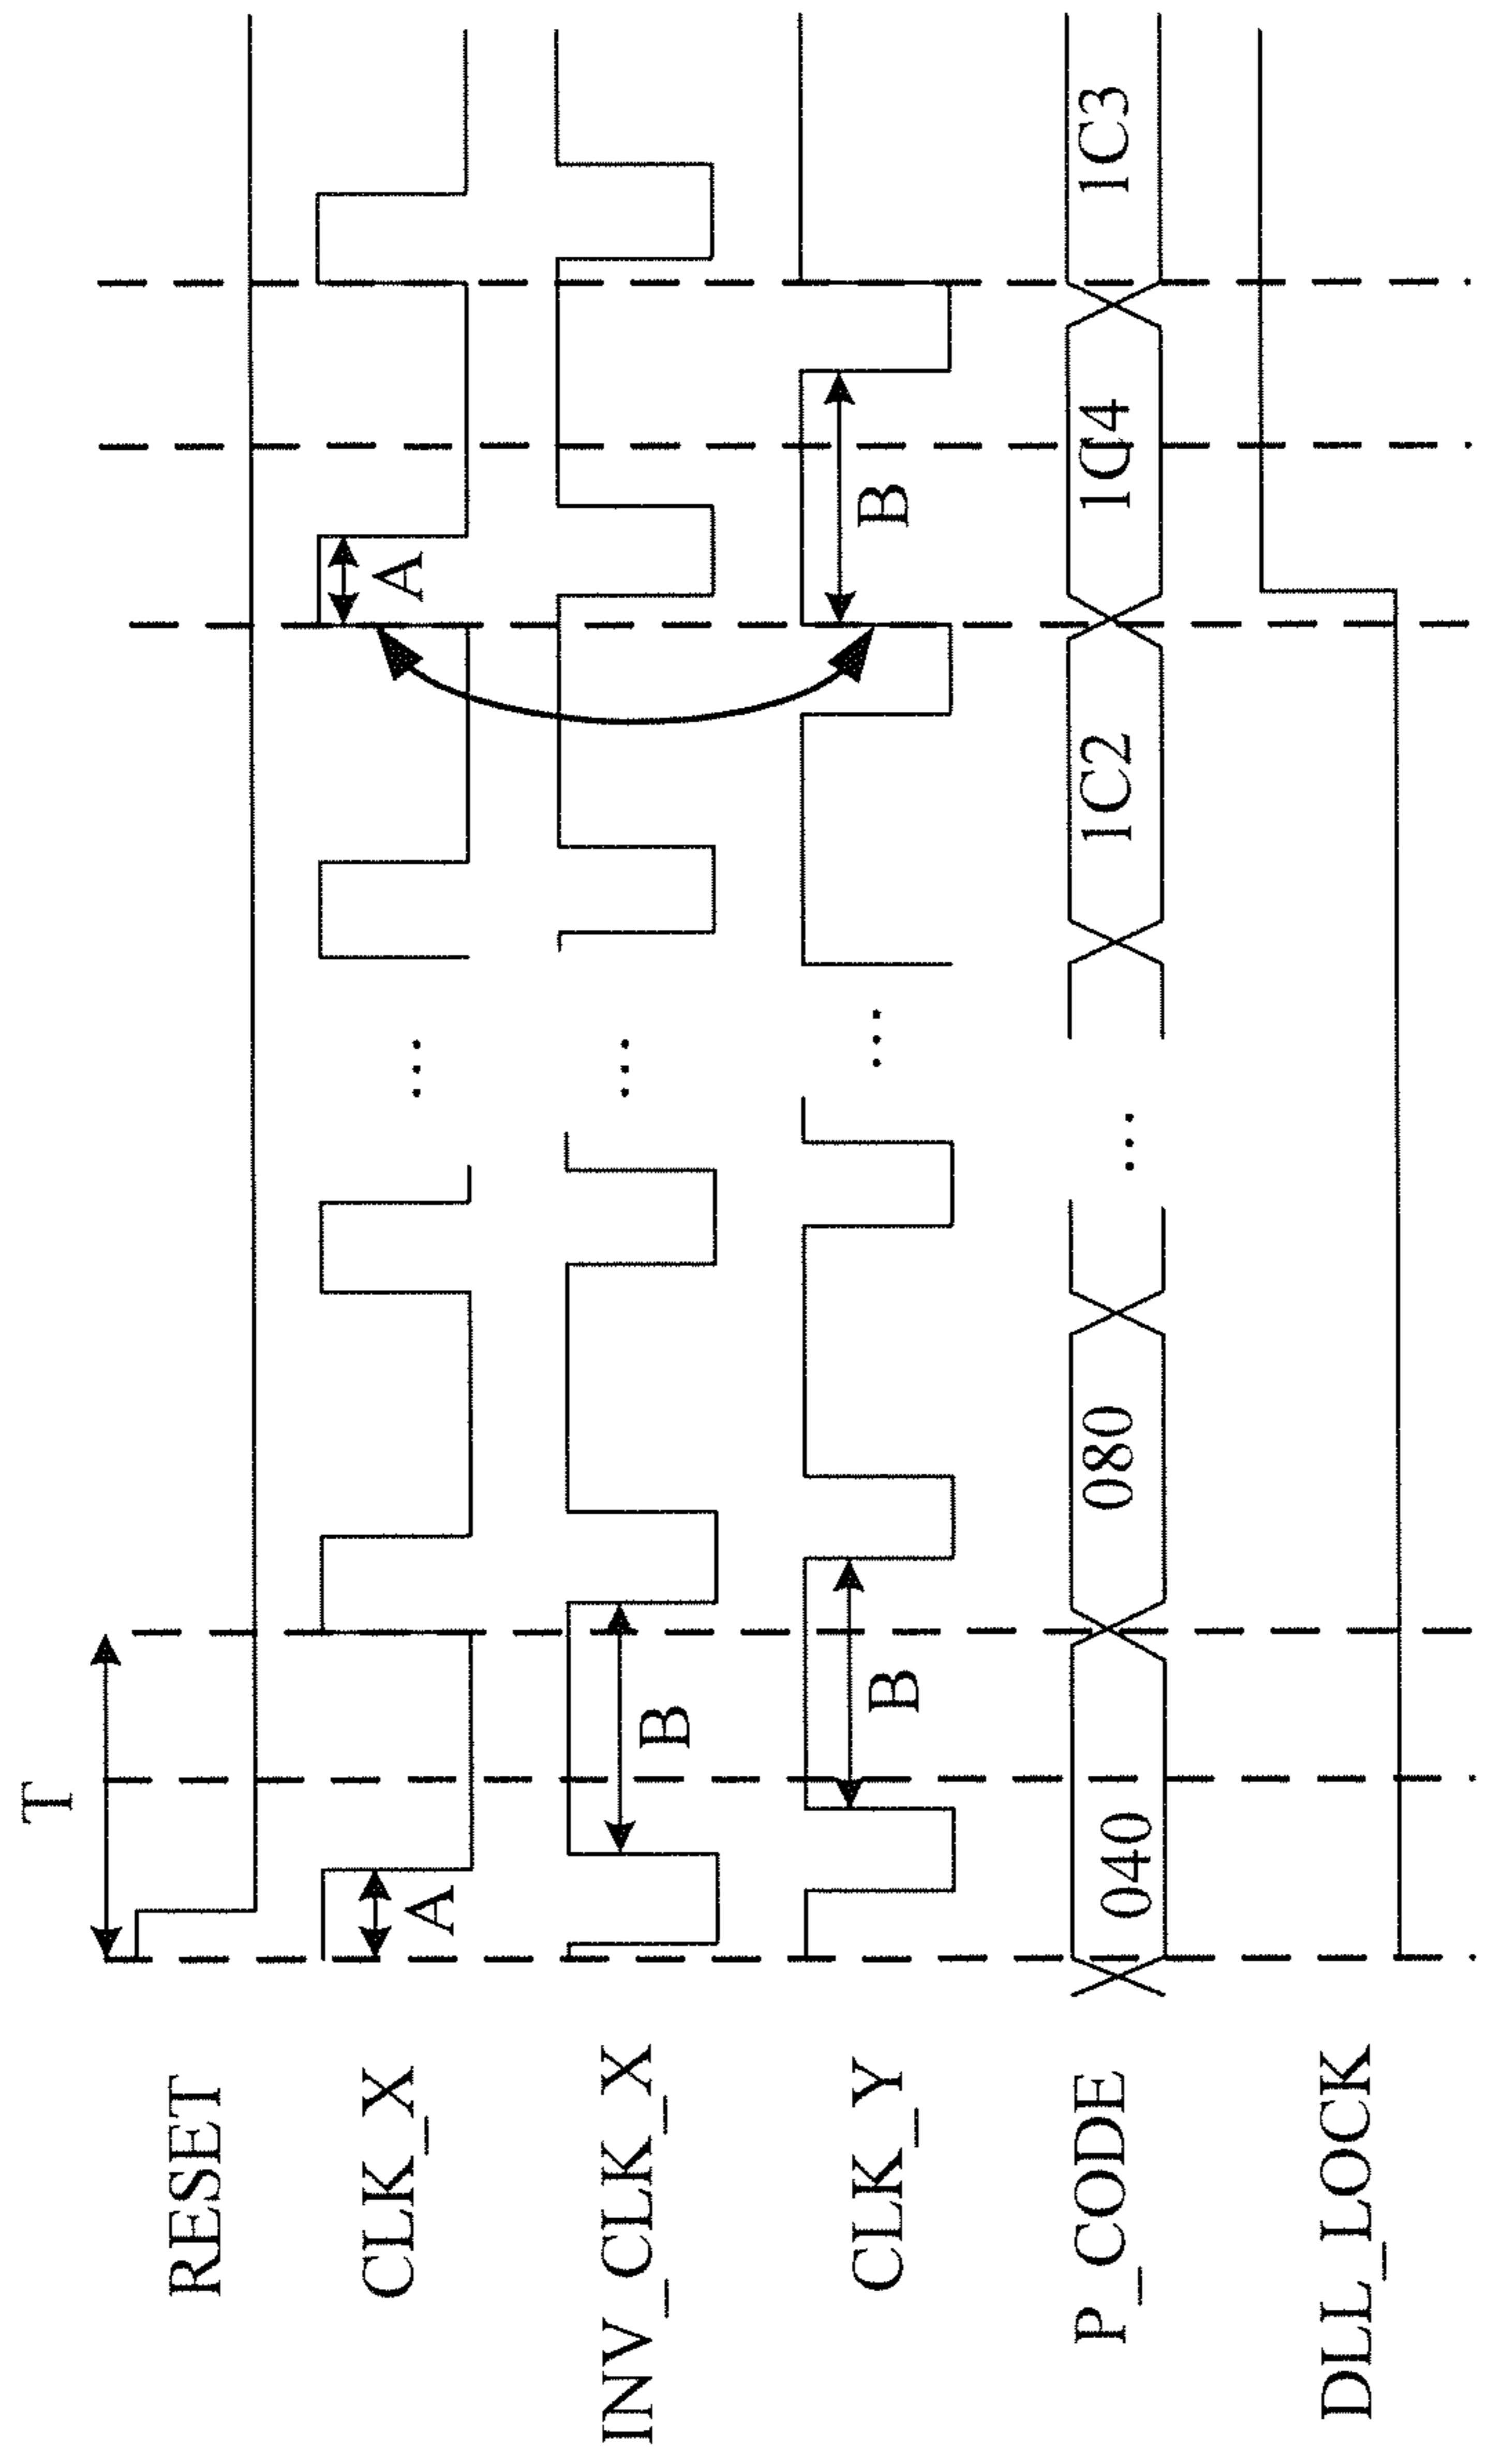 T
RESET
CLK_X
A
A
INV_CLK_X
B
CLK_Y
B
B
...
...
...
P_CODE
040
080
...
1C2
1C4
1C3
DLL_LOCK